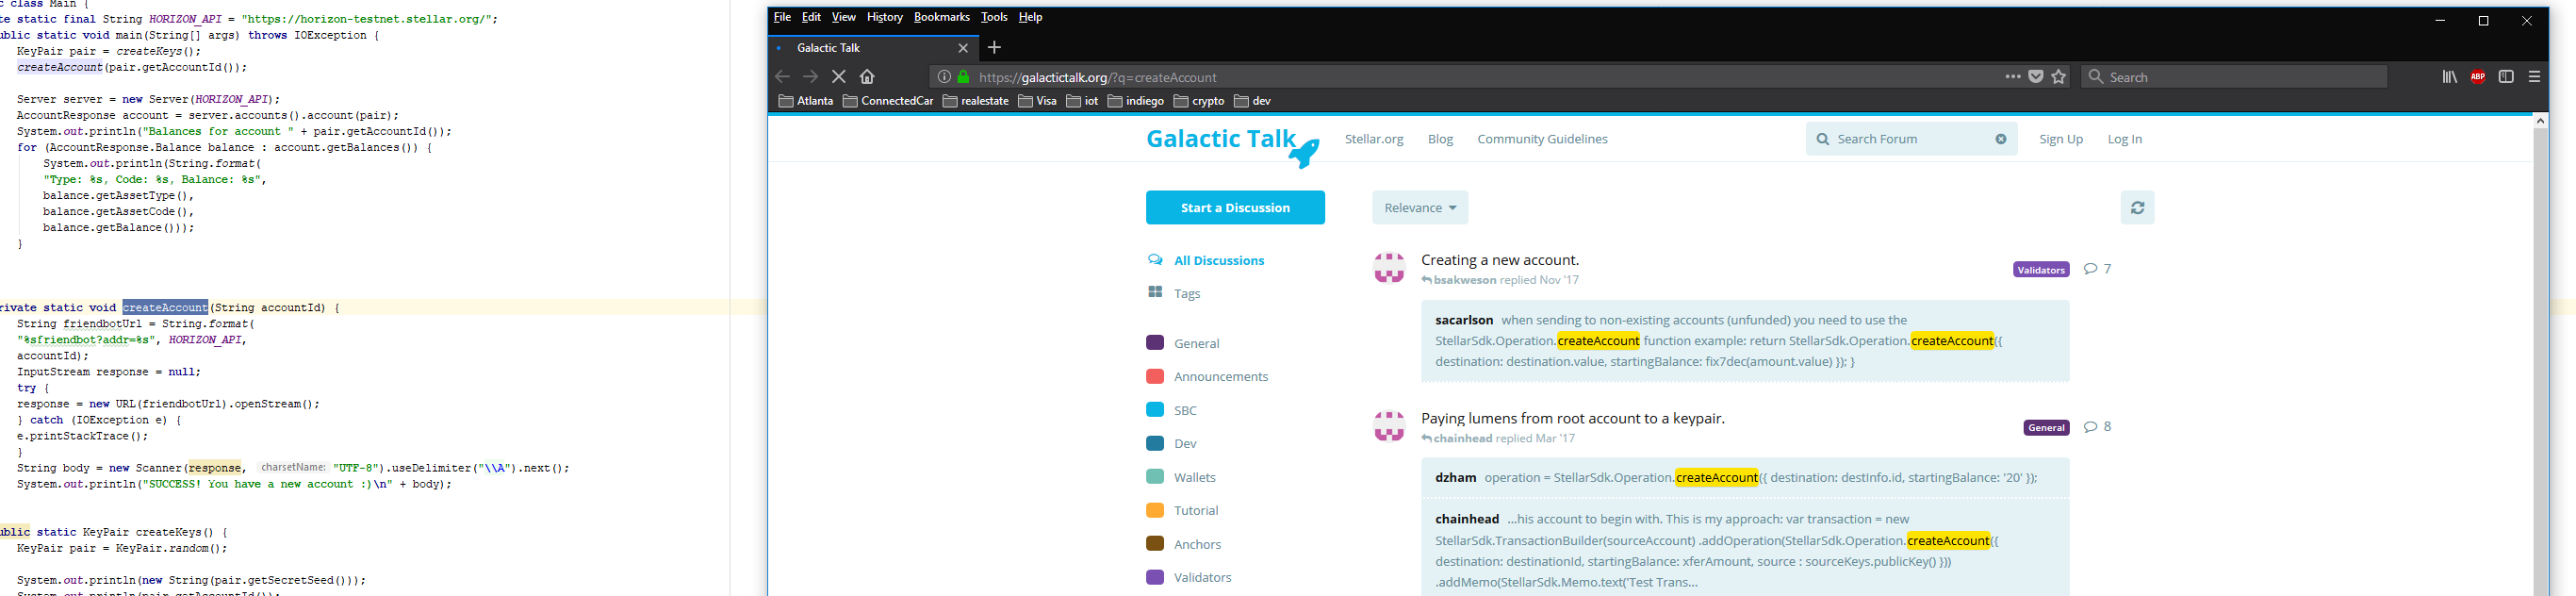 c class Main {
te static final String HORIZON_API = "https://horizon-testnet.stellar.org/";
ublic static void main(String[] args) throws IOException {
KeyPair pair = createKeys();
createAccount(pair.getAccountId());
Server server = new Server(HORIZON_API);
AccountResponse account = server.accounts().account(pair);
System.out.println("Balances for account " + pair.getAccountId());
for (AccountResponse.Balance balance : account.getBalances()) {
System.out.println(String.format(
"Type: %s, Code: %s, Balance: %s",
balance.getAssetType(),
balance.getAssetCode(),
balance.getBalance()));
}
rivate static void createAccount(String accountId) {
String friendbotUrl = String.format(
"%sfriendbot?addr=%s", HORIZON_API,
accountId);
InputStream response = null;
try {
response = new URL(friendbotUrl).openStream();
} catch (IOException e) {
e.printStackTrace();
}
String body = new Scanner(response, charsetName: "UTF-8").useDelimiter("\\A").next();
System.out.println("SUCCESS! You have a new account :)\n" + body);
ublic static KeyPair createKeys() {
KeyPair pair = KeyPair.random();
System.out.println(new String(pair.getSecretSeed()));
System.out.println(pair.getAccountId());
File Edit View History Bookmarks Tools Help
Galactic Talk
https://galactictalk.org/?q=createAccount
Search
Atlanta ConnectedCar realestate Visa iot indiego crypto dev
Galactic Talk Stellar.org Blog Community Guidelines Search Forum Sign Up Log In
Start a Discussion Relevance
All Discussions
Tags
General
Announcements
SBC
Dev
Wallets
Tutorial
Anchors
Validators
Creating a new account. Validators 7
bsakweson replied Nov '17
sacarlson when sending to non-existing accounts (unfunded) you need to use the
StellarSdk.Operation.createAccount function example: return StellarSdk.Operation.createAccount({
destination: destination.value, startingBalance: fix7dec(amount.value) }); }
Paying lumens from root account to a keypair. General 8
chainhead replied Mar '17
dzham operation = StellarSdk.Operation.createAccount({ destination: destInfo.id, startingBalance: '20' });
chainhead ...his account to begin with. This is my approach: var transaction = new
StellarSdk.TransactionBuilder(sourceAccount) .addOperation(StellarSdk.Operation.createAccount({
destination: destinationId, startingBalance: xferAmount, source : sourceKeys.publicKey() }))
.addMemo(StellarSdk.Memo.text('Test Trans...